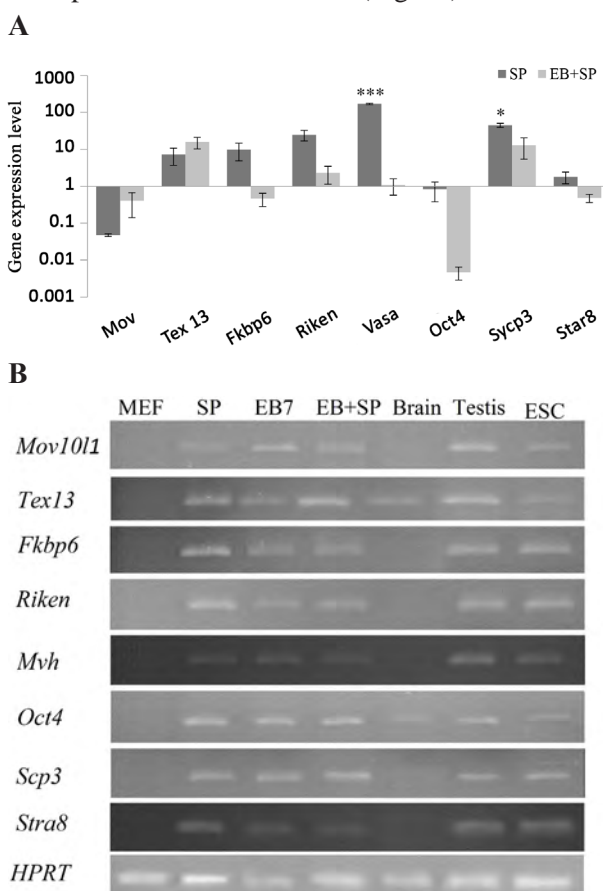 A
1000
100
10
1
0.1
0.01
0.001
Gene expression level
SP EB+SP
***
*
Mov Tex 13 Fkbp6 Riken Vasa Oct4 Sycp3 Star8
B
MEF SP EB7 EB+SP Brain Testis ESC
Mov10l1
Tex13
Fkbp6
Riken
Mvh
Oct4
Scp3
Stra8
HPRT